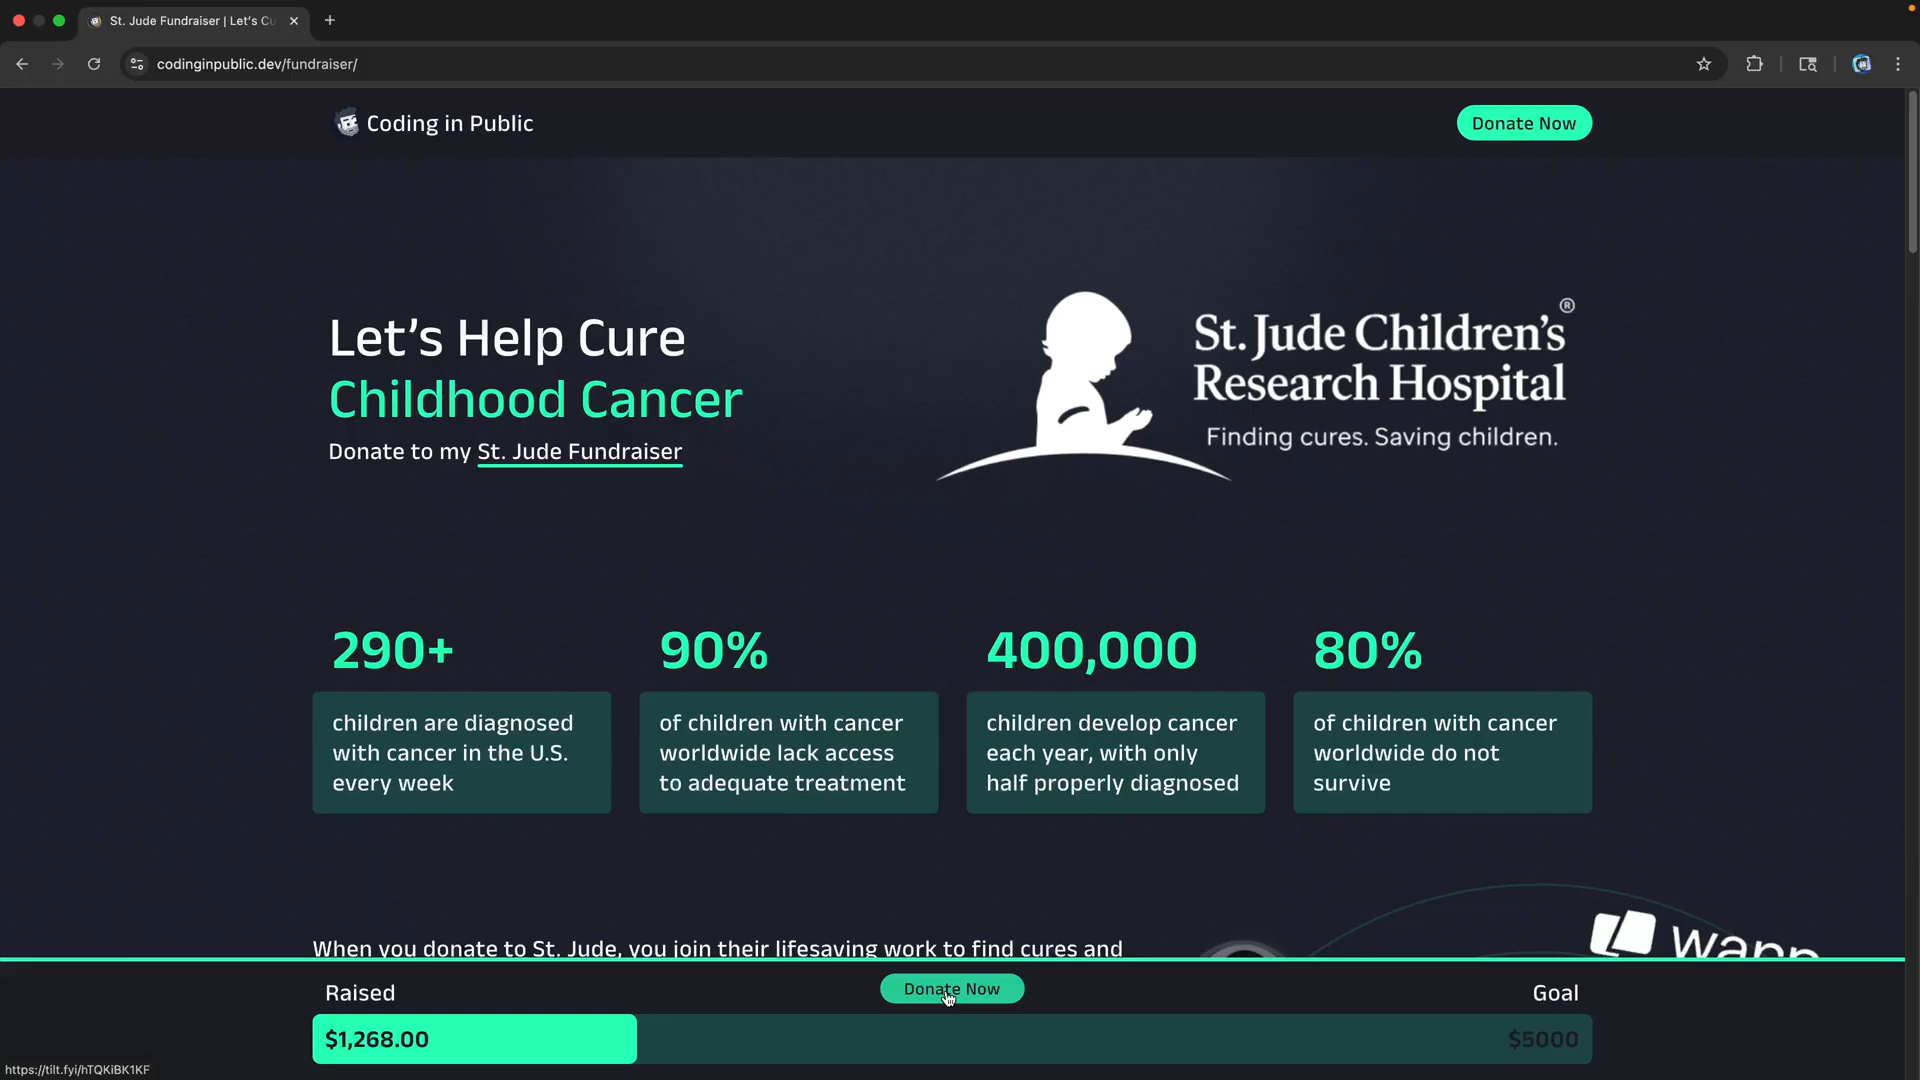 St. Jude Fundraiser | Let's Cu
codinginpublic.dev/fundraiser/
Coding in Public
Donate Now
Let’s Help Cure
Childhood Cancer
Donate to my St. Jude Fundraiser
St. Jude Children’s®
Research Hospital
Finding cures. Saving children.
290+
children are diagnosed
with cancer in the U.S.
every week
90%
of children with cancer
worldwide lack access
to adequate treatment
400,000
children develop cancer
each year, with only
half properly diagnosed
80%
of children with cancer
worldwide do not
survive
When you donate to St. Jude, you join their lifesaving work to find cures and
Raised
Donate Now
Goal
$1,268.00
$5000
https://tilt.fyi/hTQKiBK1KF